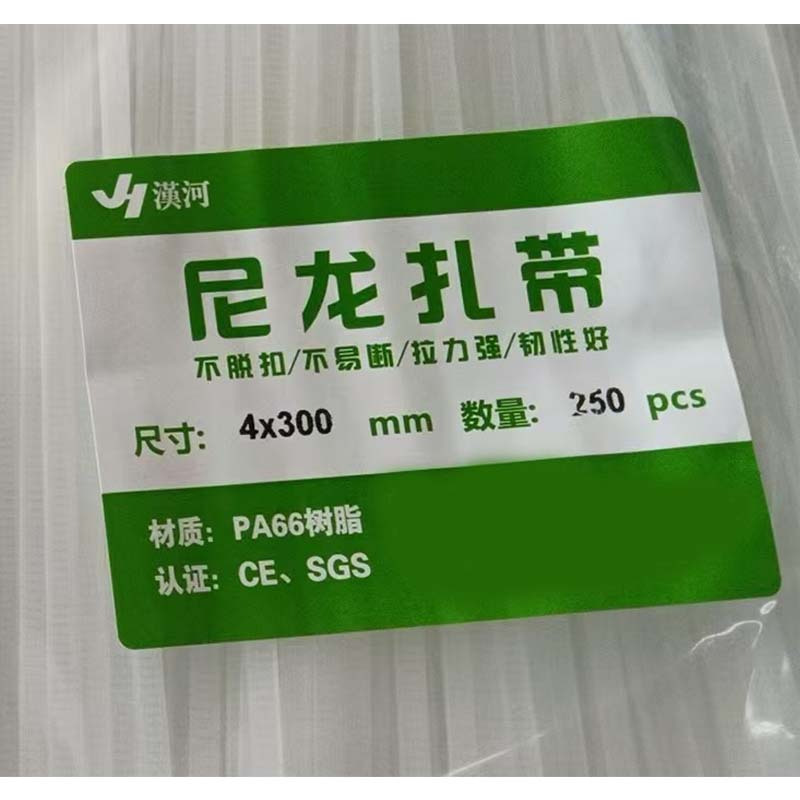 漢河
尼龙扎带
不脱扣/不易断/拉力强/韧性好
尺寸: 4x300 mm 数量: 250 pcs
材质: PA66树脂
认证: CE、SGS